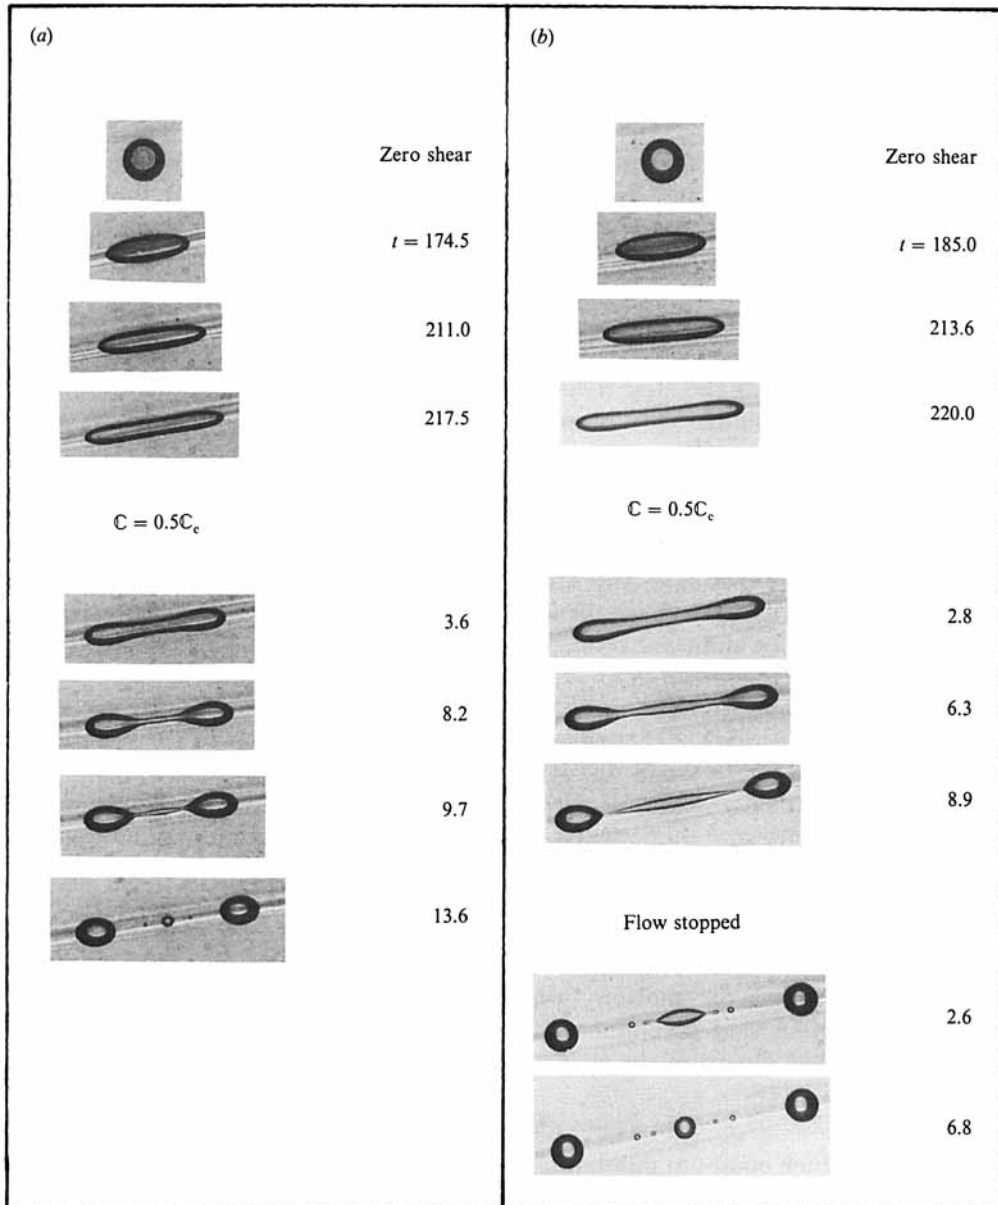 (a)
Zero shear
t = 174.5
211.0
217.5
ℂ = 0.5ℂc
3.6
8.2
9.7
13.6
(b)
Zero shear
t = 185.0
213.6
220.0
ℂ = 0.5ℂc
2.8
6.3
8.9
Flow stopped
2.6
6.8